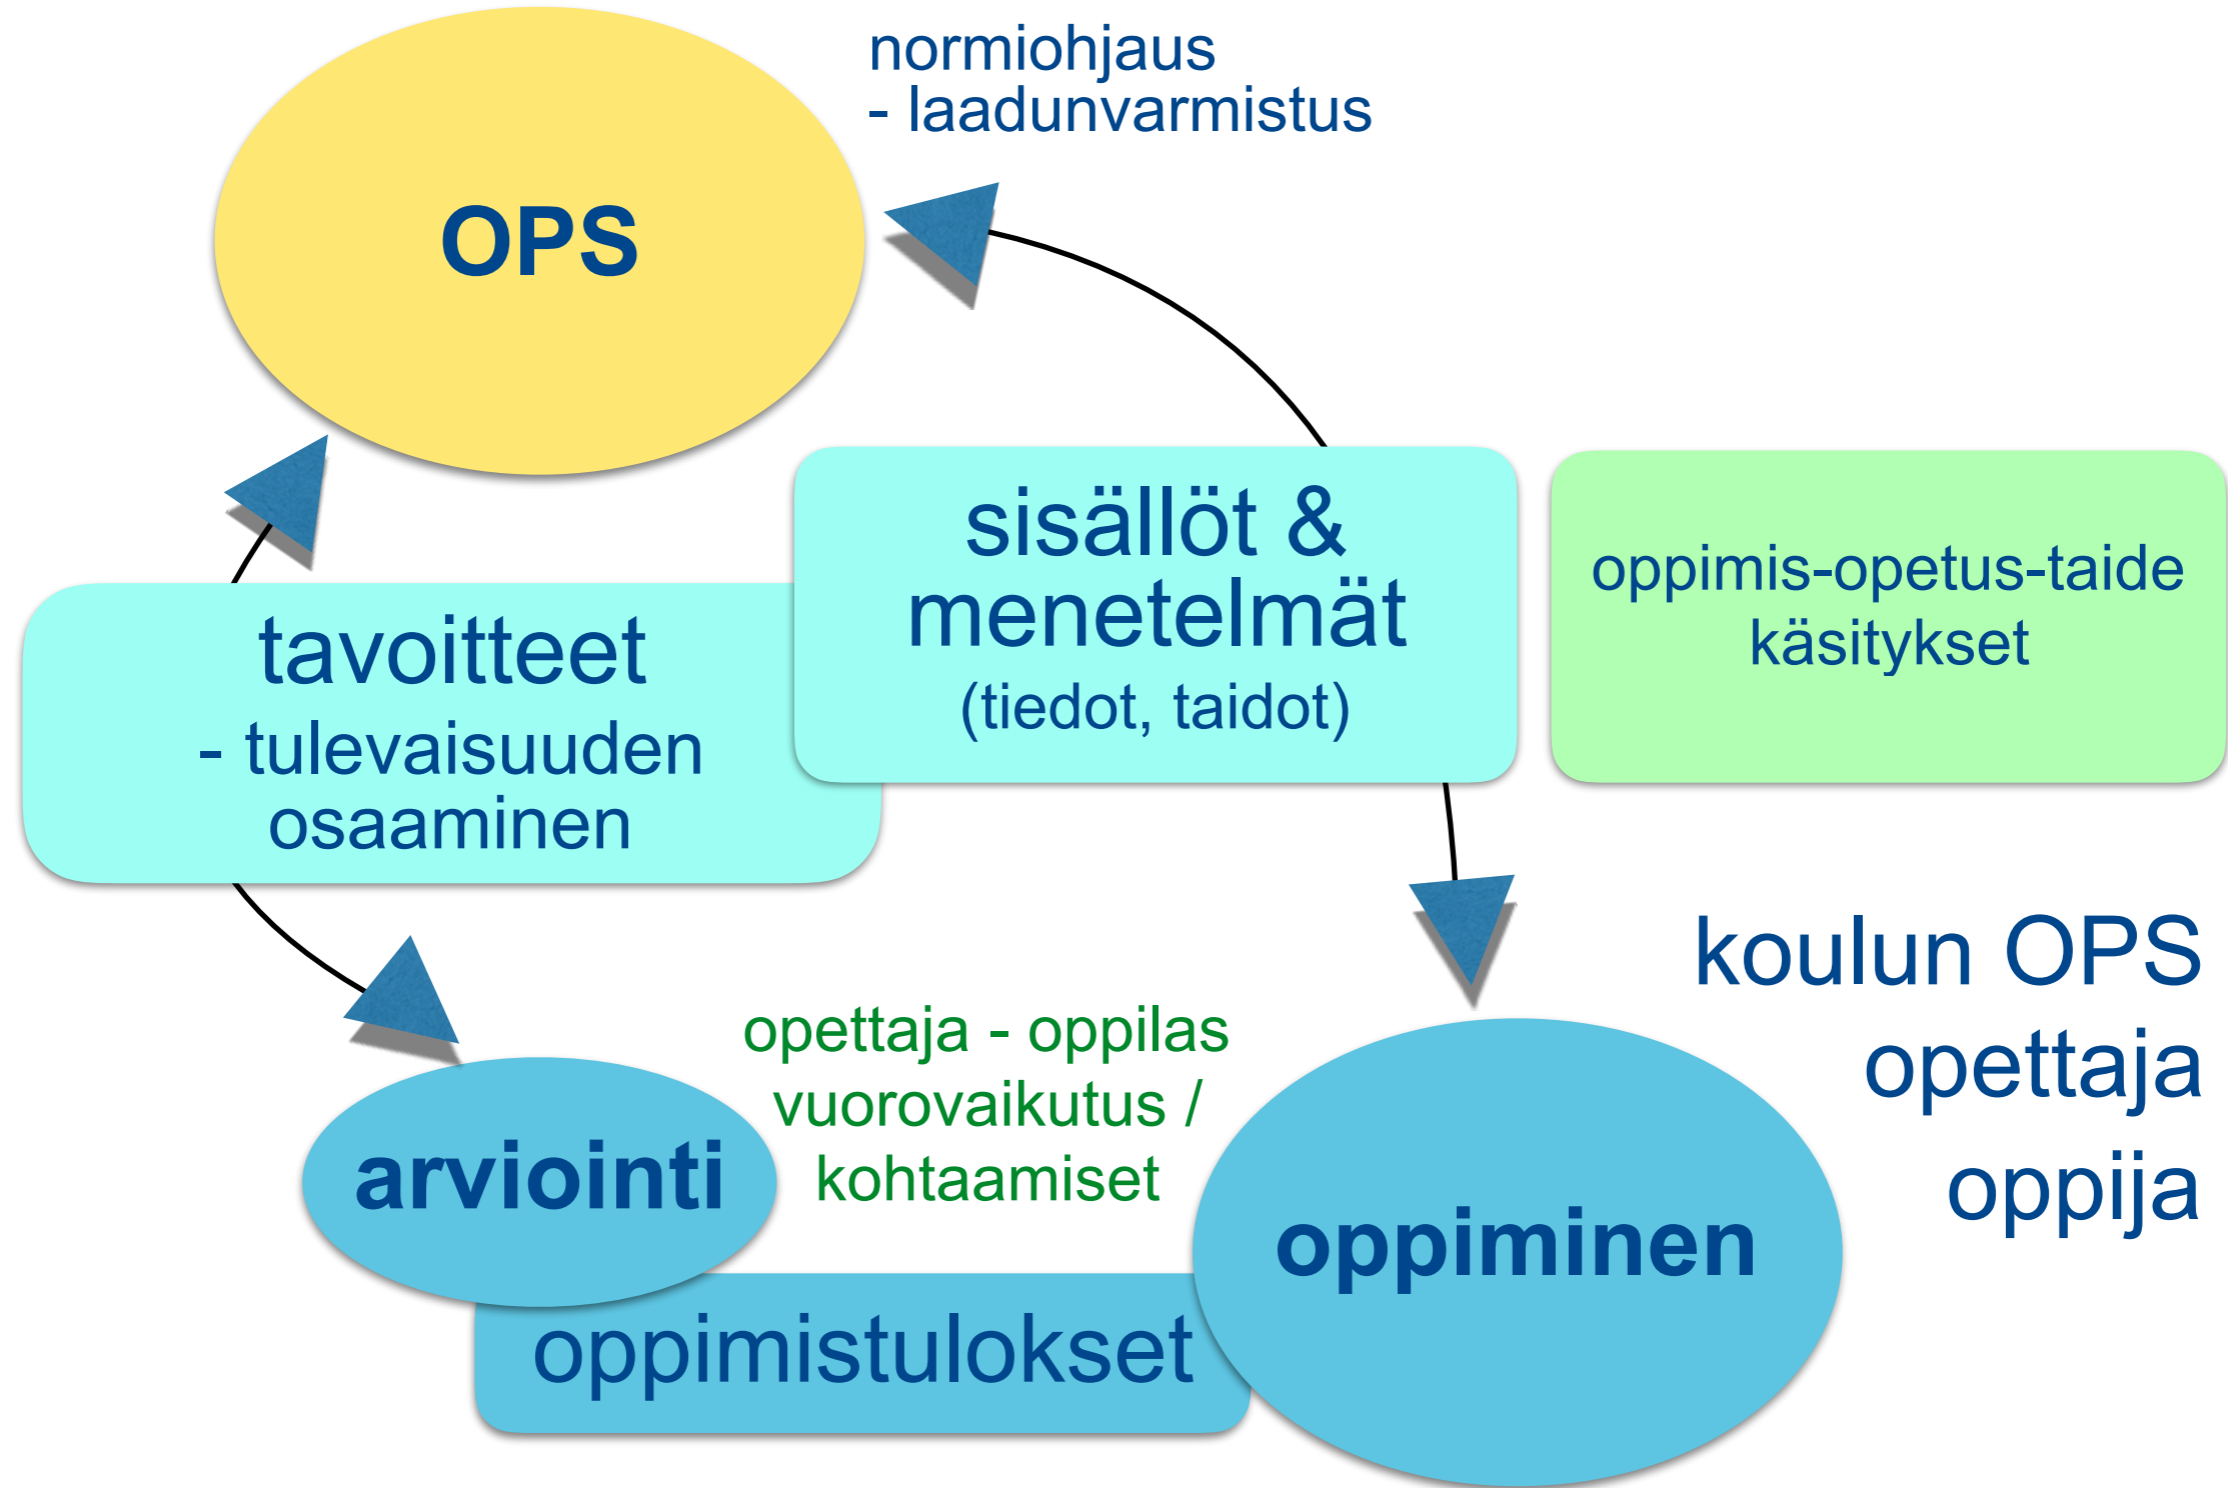 normiohjaus
- laadunvarmistus
OPS
sisällöt &
menetelmät
(tiedot, taidot)
oppimis-opetus-taide
käsitykset
tavoitteet
- tulevaisuuden
osaaminen
koulun OPS
opettaja
oppija
opettaja - oppilas
vuorovaikutus /
kohtaamiset
arviointi
oppiminen
oppimistulokset